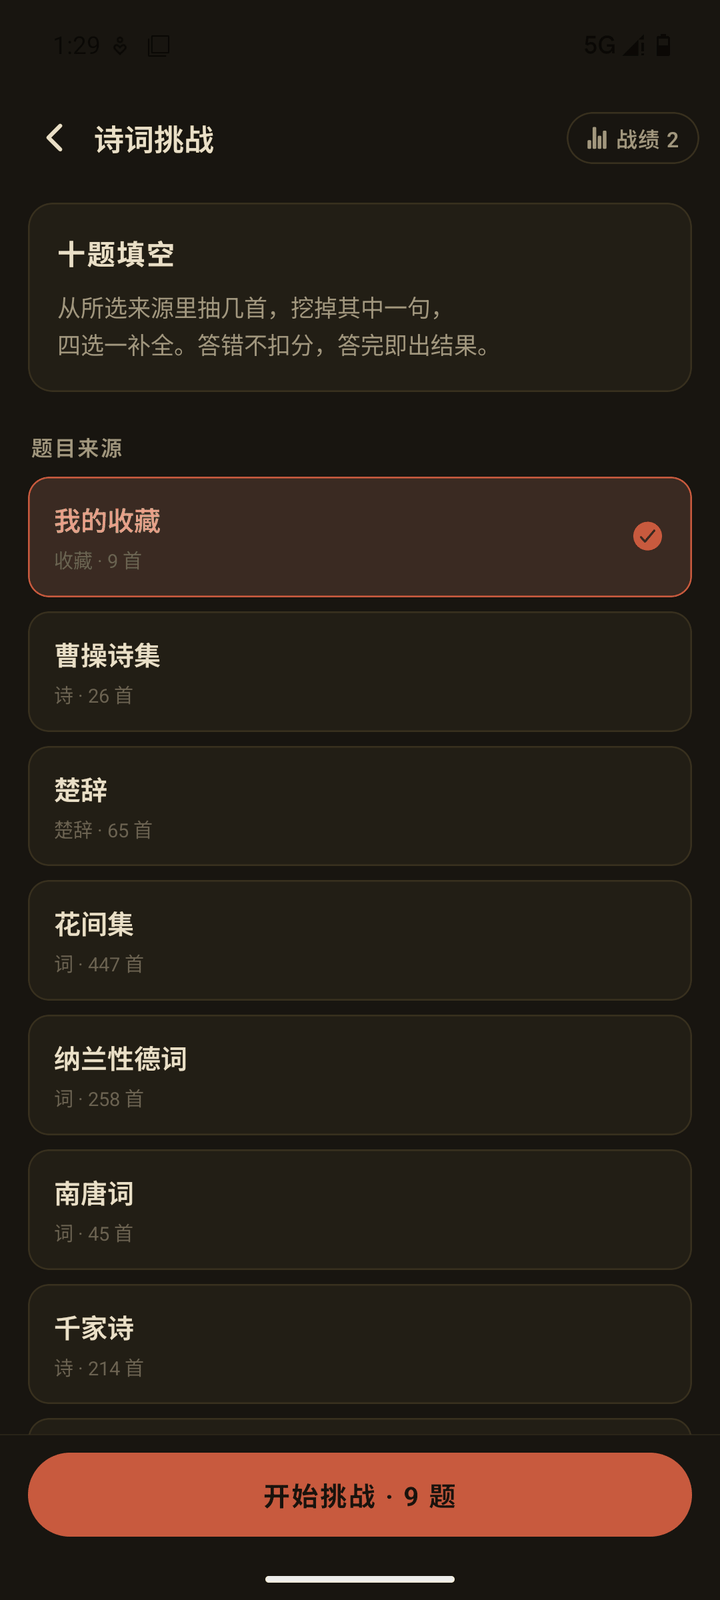 1:29
5G
诗词挑战
战绩 2
十题填空
从所选来源里抽几首，挖掉其中一句，
四选一补全。答错不扣分，答完即出结果。
题目来源
我的收藏
收藏 · 9 首
曹操诗集
诗 · 26 首
楚辞
楚辞 · 65 首
花间集
词 · 447 首
纳兰性德词
词 · 258 首
南唐词
词 · 45 首
千家诗
诗 · 214 首
开始挑战 · 9 题